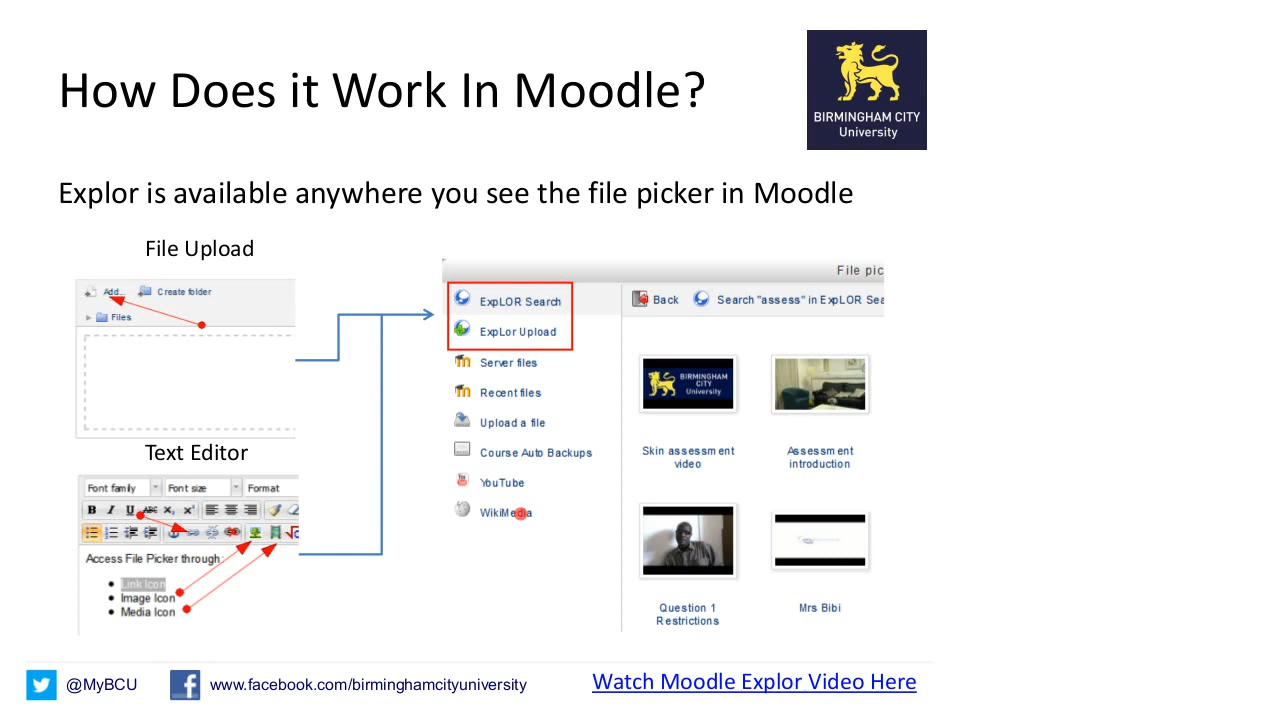 How Does it Work In Moodle?
BIRMINGHAM CITY
University
Explor is available anywhere you see the file picker in Moodle
File Upload
Add...
Create folder
Files
Text Editor
Font family
Font size
Format
B I U ABC X₂ X²
Access File Picker through:
Link Icon
Image Icon
Media Icon
File pic
ExpLOR Search
ExpLor Upload
Server files
Recent files
Upload a file
Course Auto Backups
YouTube
WikiMedia
Back
Search "assess" in ExpLOR Sea
BIRMINGHAM
CITY
University
Skin assessment
video
Assessment
introduction
Question 1
Restrictions
Mrs Bibi
@MyBCU
www.facebook.com/birminghamcityuniversity
Watch Moodle Explor Video Here